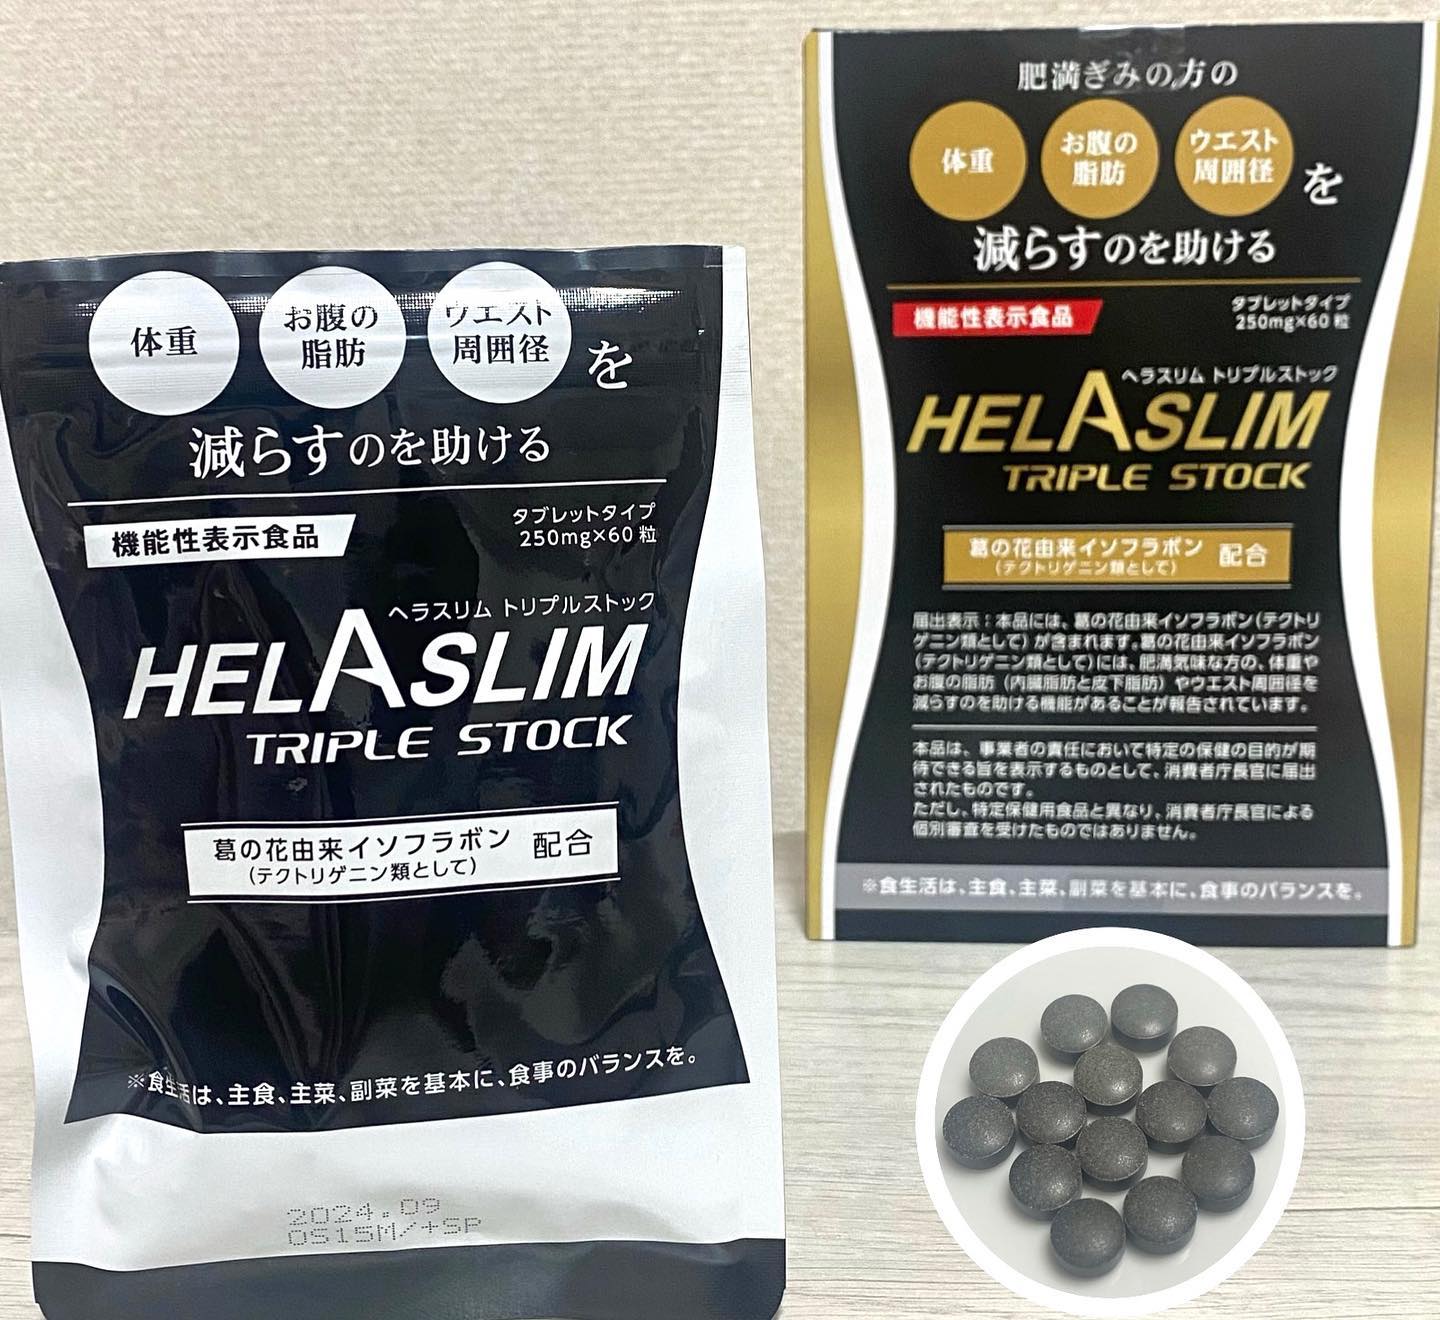 体重
お腹の
脂肪
ウエスト
周囲径
を
減らすのを助ける
機能性表示食品
タブレットタイプ
250mg×60粒
ヘラスリム トリプルストック
HELASLIM
TRIPLE STOCK
葛の花由来イソフラボン 配合
(テクトリゲニン類として)
※食生活は、主食、主菜、副菜を基本に、食事のバランスを。
2024.09
OS15M/+SP
肥満ぎみの方の
体重
お腹の
脂肪
ウエスト
周囲径
を
減らすのを助ける
機能性表示食品
タブレットタイプ
250mg×60粒
ヘラスリム トリプルストック
HELASLIM
TRIPLE STOCK
葛の花由来イソフラボン 配合
(テクトリゲニン類として)
届出表示：本品には、葛の花由来イソフラボン(テクトリ
ゲニン類として)が含まれます。葛の花由来イソフラボン
(テクトリゲニン類として)には、肥満気味な方の、体重や
お腹の脂肪（内臓脂肪と皮下脂肪）やウエスト周囲径を
減らすのを助ける機能があることが報告されています。
本品は、事業者の責任において特定の保健の目的が期
待できる旨を表示するものとして、消費者庁長官に届出
されたものです。
ただし、特定保健用食品と異なり、消費者庁長官による
個別審査を受けたものではありません。
※食生活は、主食、主菜、副菜を基本に、食事のバランスを。